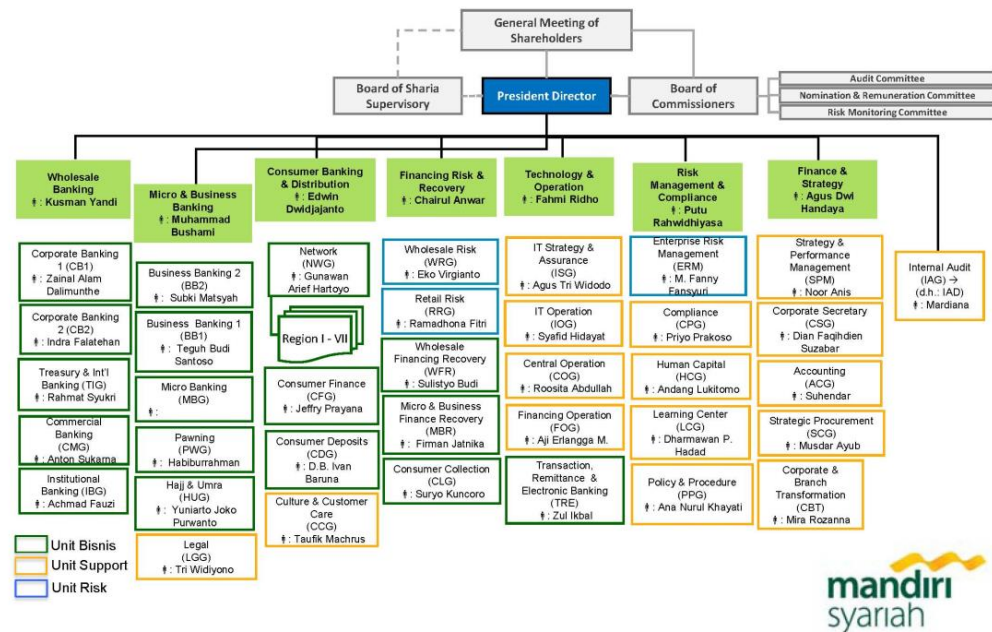 General Meeting of
Shareholders
Board of Sharia
Supervisory
President Director
Board of
Commissioners
Audit Committee
Nomination & Remuneration Committee
Risk Monitoring Committee
Wholesale
Banking
: Kusman Yandi
Micro & Business
Banking
: Muhammad
Bushami
Consumer Banking
& Distribution
: Edwin
Dwidjajanto
Financing Risk &
Recovery
: Chairul Anwar
Technology &
Operation
: Fahmi Ridho
Risk
Management &
Compliance
: Putu
Rahwidhiyasa
Finance &
Strategy
: Agus Dwi
Handaya
Corporate Banking
1 (CB1)
: Zainal Alam
Dalimunthe
Corporate Banking
2 (CB2)
: Indra Falatehan
Treasury & Int'l
Banking (TIG)
: Rahmat Syukri
Commercial
Banking
(CMG)
: Anton Sukarna
Institutional
Banking (IBG)
: Achmad Fauzi
Business Banking 2
(BB2)
: Subki Matsyah
Business Banking 1
(BB1)
: Teguh Budi
Santoso
Micro Banking
(MBG)
:
Pawning
(PWG)
: Habiburrahman
Hajj & Umra
(HUG)
: Yuniarto Joko
Purwanto
Legal
(LGG)
: Tri Widiyono
Network
(NWG)
: Gunawan
Arief Hartoyo
Region I - VII
Consumer Finance
(CFG)
: Jeffry Prayana
Consumer Deposits
(CDG)
: D.B. Ivan
Baruna
Culture & Customer
Care
(CCG)
: Taufik Machrus
Wholesale Risk
(WRG)
: Eko Virgianto
Retail Risk
(RRG)
: Ramadhona Fitri
Wholesale
Financing Recovery
(WFR)
: Sulistyo Budi
Micro & Business
Finance Recovery
(MBR)
: Firman Jatnika
Consumer Collection
(CLG)
: Suryo Kuncoro
IT Strategy &
Assurance
(ISG)
: Agus Tri Widodo
IT Operation
(IOG)
: Syafid Hidayat
Central Operation
(COG)
: Roosita Abdullah
Financing Operation
(FOG)
: Aji Erlangga M.
Transaction,
Remittance &
Electronic Banking
(TRE)
: Zul Ikbal
Enterprise Risk
Management
(ERM)
: M. Fanny
Fansyuri
Compliance
(CPG)
: Priyo Prakoso
Human Capital
(HCG)
: Andang Lukitomo
Learning Center
(LCG)
: Dharmawan P.
Hadad
Policy & Procedure
(PPG)
: Ana Nurul Khayati
Strategy &
Performance
Management
(SPM)
: Noor Anis
Corporate Secretary
(CSG)
: Dian Faqihdien
Suzabar
Accounting
(ACG)
: Suhendar
Strategic Procurement
(SCG)
: Musdar Ayub
Corporate &
Branch
Transformation
(CBT)
: Mira Rozanna
Internal Audit
(IAG) →
(d.h.: IAD)
: Mardiana
Unit Bisnis
Unit Support
Unit Risk
mandiri
syariah